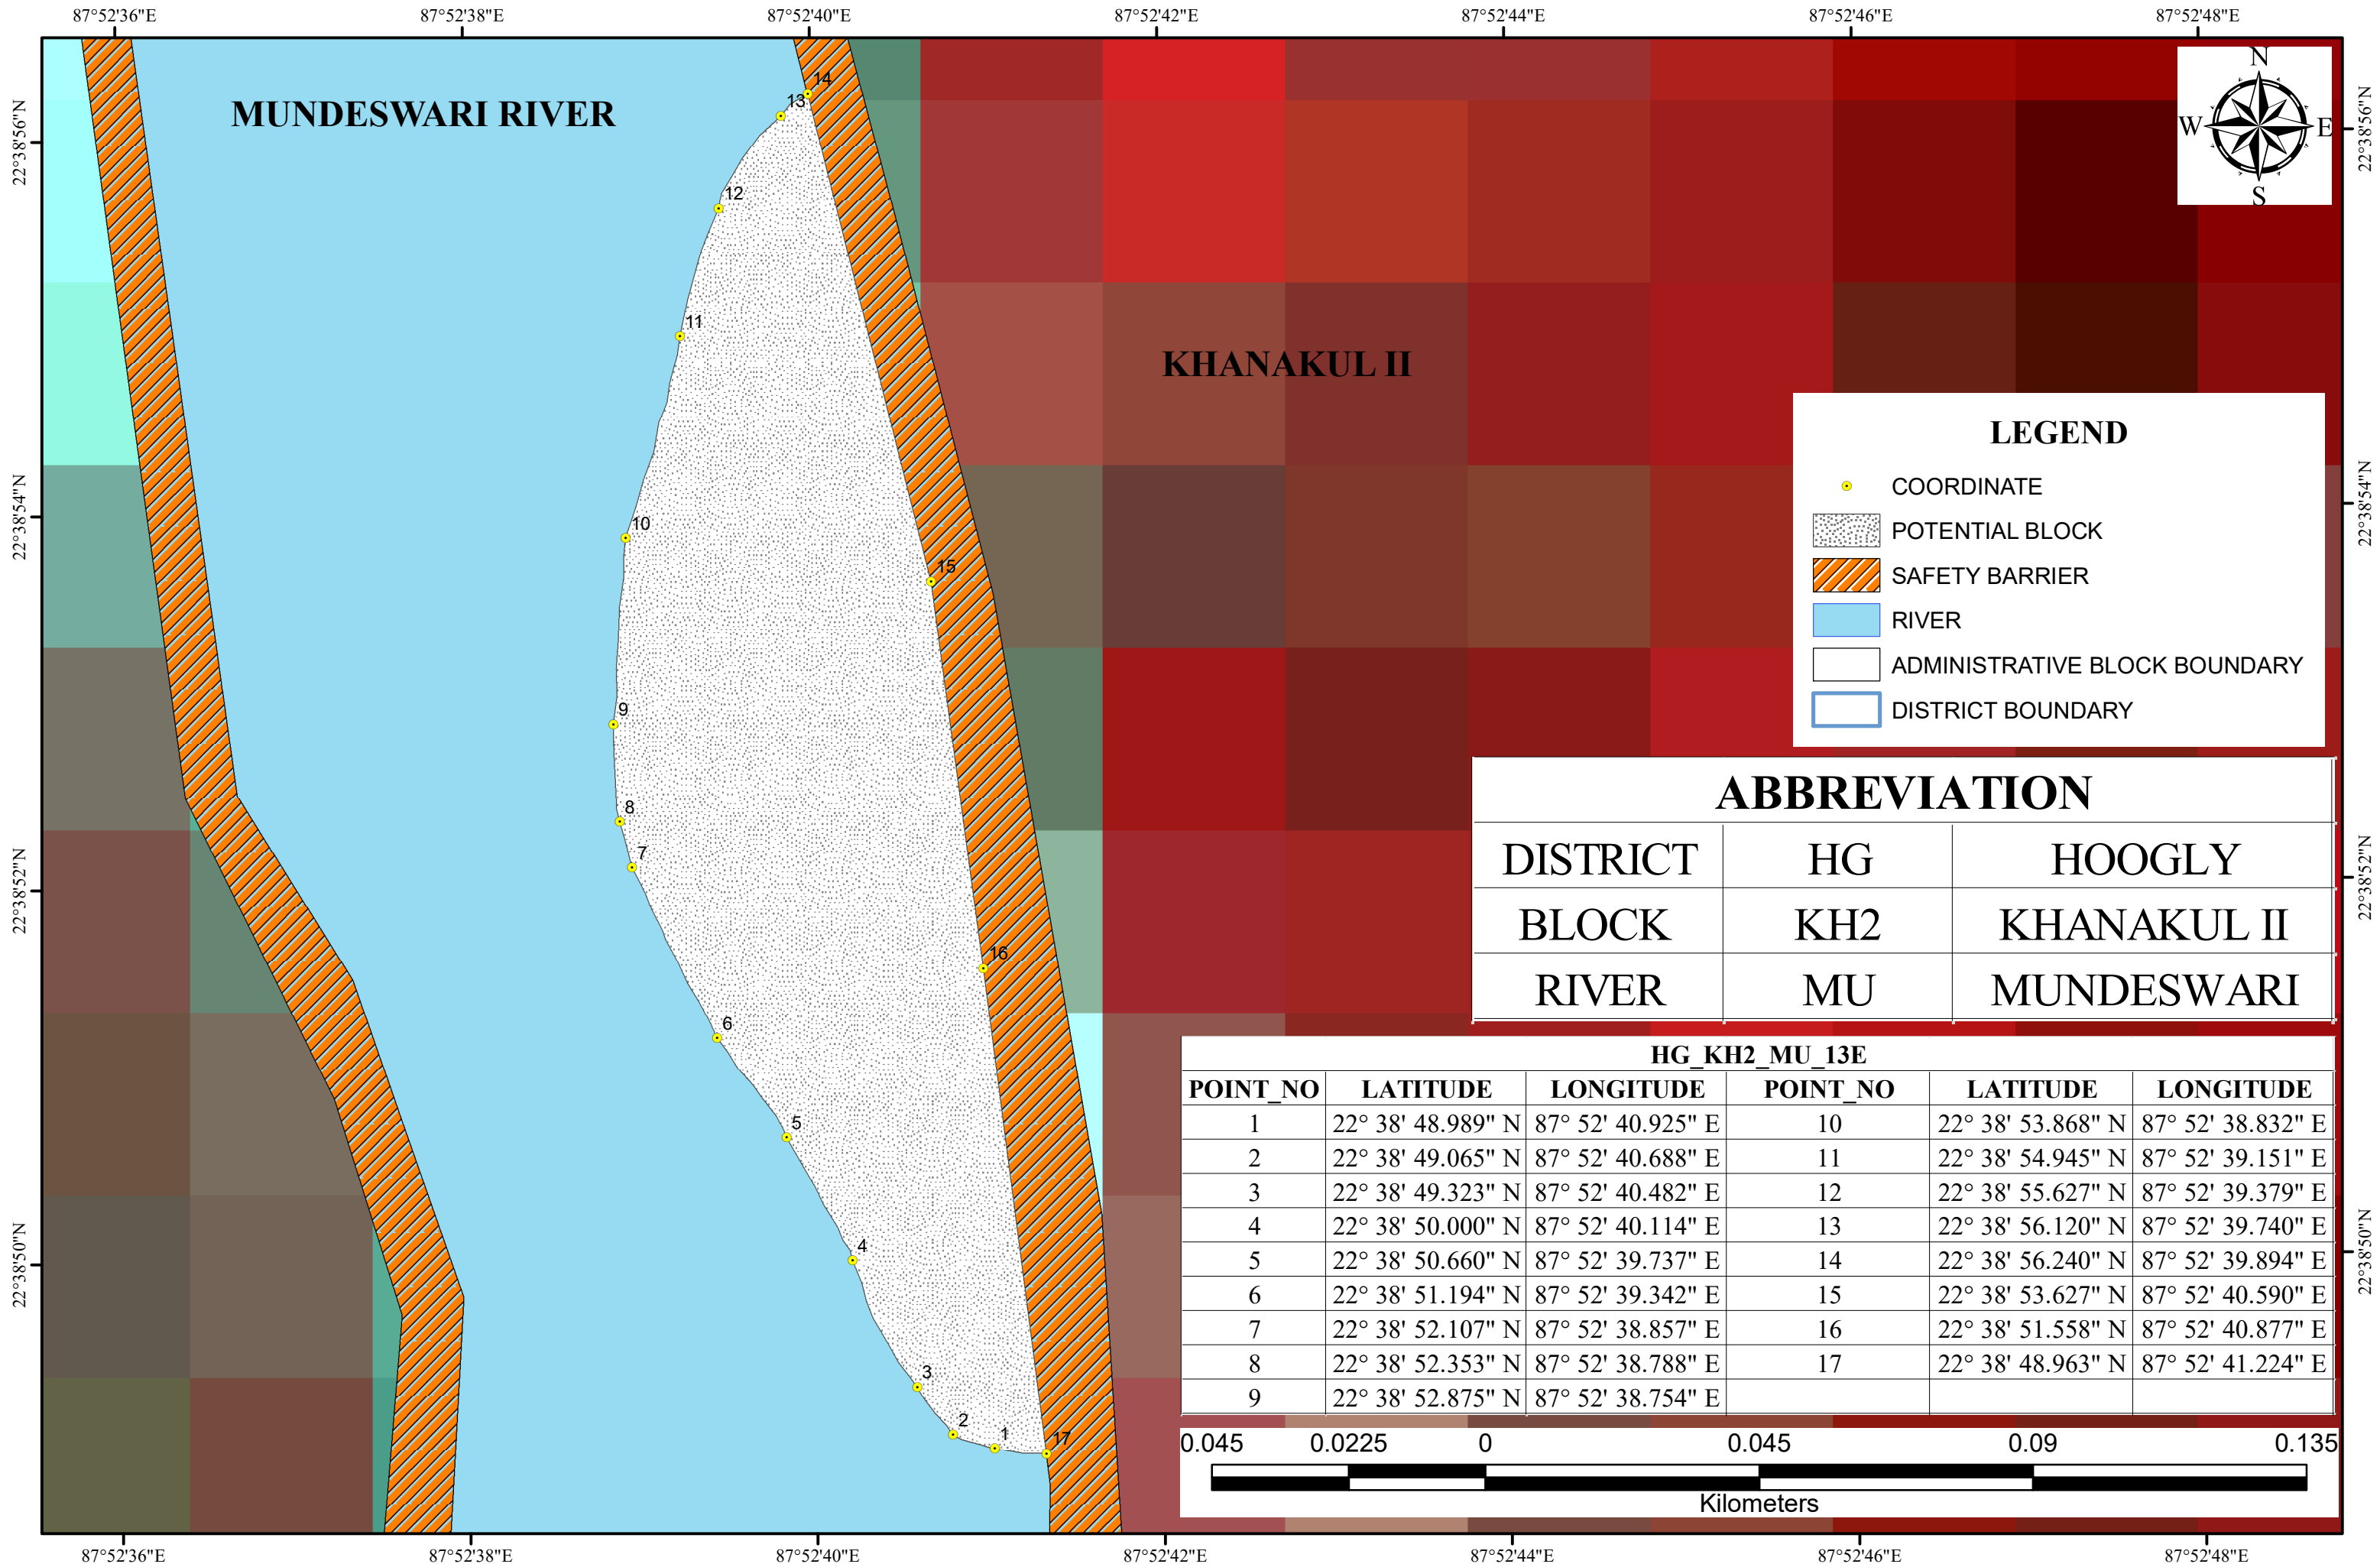 87°52'36"E 87°52'38"E 87°52'40"E 87°52'42"E 87°52'44"E 87°52'46"E 87°52'48"E
22°38'56"N
22°38'54"N
22°38'52"N
22°38'50"N
MUNDESWARI RIVER
KHANAKUL II
14
13
12
11
10
15
9
8
7
16
6
5
4
3
2
1
17
N
W E
S
22°38'56"N
22°38'54"N
22°38'52"N
22°38'50"N
LEGEND
COORDINATE
POTENTIAL BLOCK
SAFETY BARRIER
RIVER
ADMINISTRATIVE BLOCK BOUNDARY
DISTRICT BOUNDARY
ABBREVIATION
DISTRICT HG HOOGLY
BLOCK KH2 KHANAKUL II
RIVER MU MUNDESWARI
HG_KH2_MU_13E
POINT_NO LATITUDE LONGITUDE POINT_NO LATITUDE LONGITUDE
1 22° 38' 48.989" N 87° 52' 40.925" E 10 22° 38' 53.868" N 87° 52' 38.832" E
2 22° 38' 49.065" N 87° 52' 40.688" E 11 22° 38' 54.945" N 87° 52' 39.151" E
3 22° 38' 49.323" N 87° 52' 40.482" E 12 22° 38' 55.627" N 87° 52' 39.379" E
4 22° 38' 50.000" N 87° 52' 40.114" E 13 22° 38' 56.120" N 87° 52' 39.740" E
5 22° 38' 50.660" N 87° 52' 39.737" E 14 22° 38' 56.240" N 87° 52' 39.894" E
6 22° 38' 51.194" N 87° 52' 39.342" E 15 22° 38' 53.627" N 87° 52' 40.590" E
7 22° 38' 52.107" N 87° 52' 38.857" E 16 22° 38' 51.558" N 87° 52' 40.877" E
8 22° 38' 52.353" N 87° 52' 38.788" E 17 22° 38' 48.963" N 87° 52' 41.224" E
9 22° 38' 52.875" N 87° 52' 38.754" E
0.045 0.0225 0 0.045 0.09 0.135
Kilometers
87°52'36"E 87°52'38"E 87°52'40"E 87°52'42"E 87°52'44"E 87°52'46"E 87°52'48"E